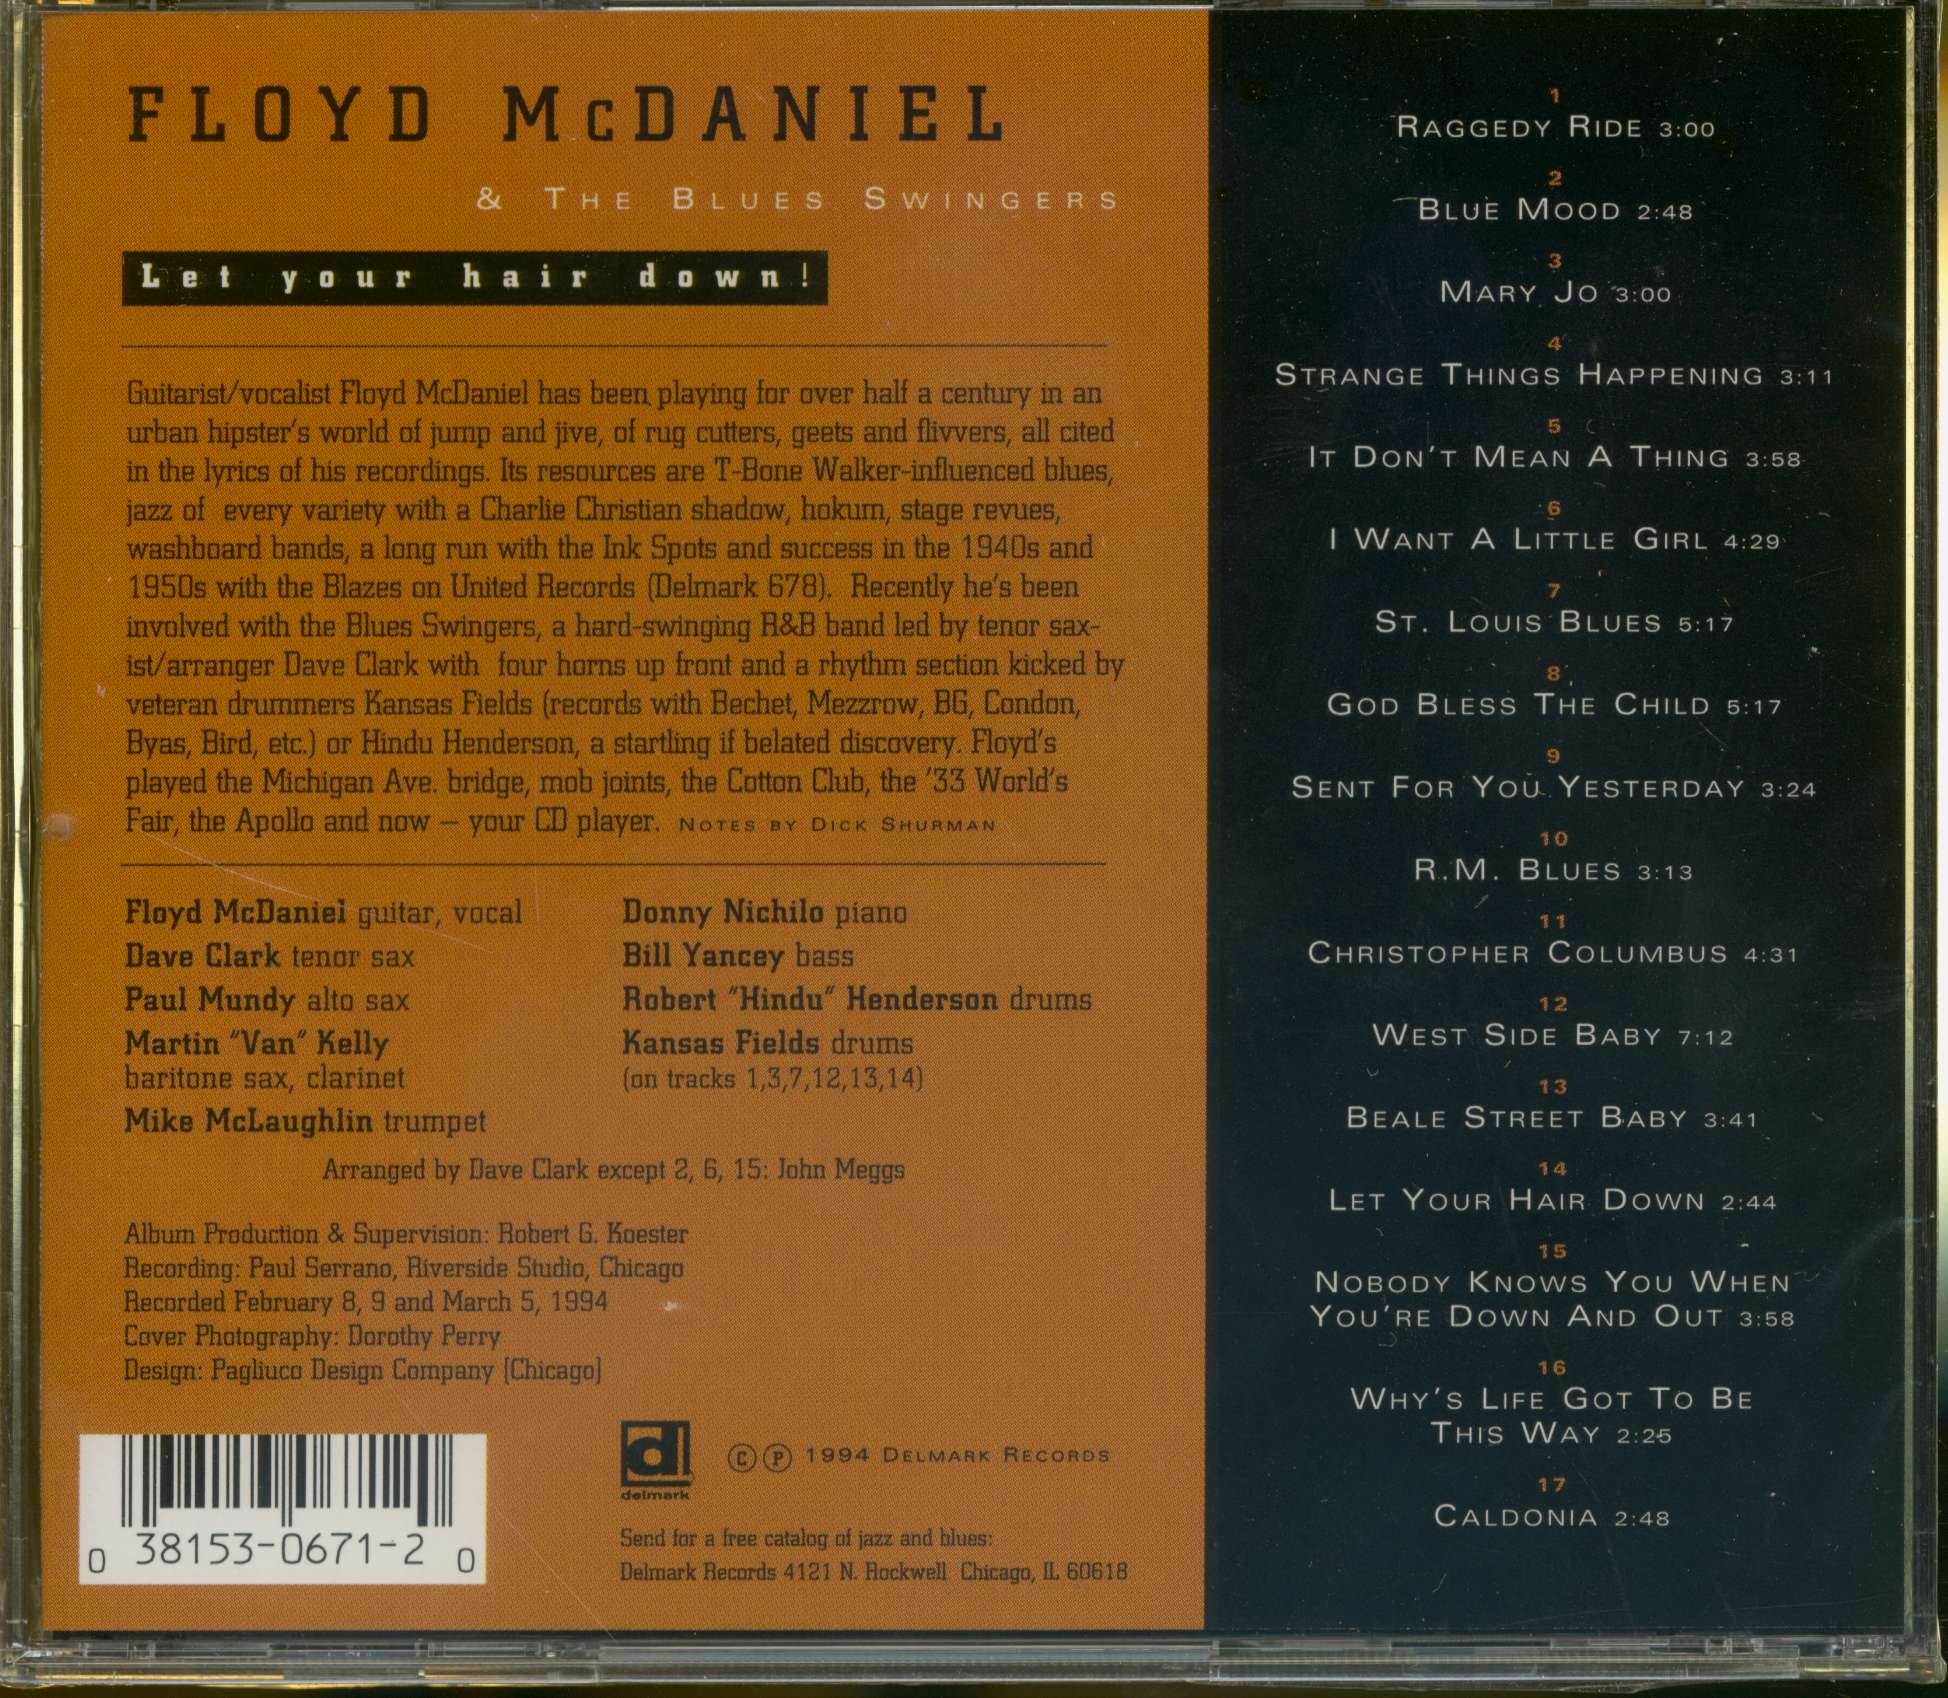 FLOYD McDANIEL
& THE BLUES SWINGERS
Let your hair down!
Guitarist/vocalist Floyd McDaniel has been playing for over half a century in an
urban hipster's world of jump and jive, of rug cutters, geets and flivvers, all cited
in the lyrics of his recordings. Its resources are T-Bone Walker-influenced blues,
jazz of every variety with a Charlie Christian shadow, hokum, stage revues,
washboard bands, a long run with the Ink Spots and success in the 1940s and
1950s with the Blazes on United Records (Delmark 678). Recently he's been
involved with the Blues Swingers, a hard-swinging R&B band led by tenor sax-
ist/arranger Dave Clark with four horns up front and a rhythm section kicked by
veteran drummers Kansas Fields (records with Bechet, Mezzrow, BG, Condon,
Byas, Bird, etc.) or Hindu Henderson, a startling if belated discovery. Floyd's
played the Michigan Ave. bridge, mob joints, the Cotton Club, the '33 World's
Fair, the Apollo and now – your CD player. NOTES BY DICK SHURMAN
Floyd McDaniel guitar, vocal
Dave Clark tenor sax
Paul Mundy alto sax
Martin "Van" Kelly
baritone sax, clarinet
Mike McLaughlin trumpet
Donny Nichilo piano
Bill Yancey bass
Robert "Hindu" Henderson drums
Kansas Fields drums
(on tracks 1,3,7,12,13,14)
Arranged by Dave Clark except 2, 6, 15: John Meggs
Album Production & Supervision: Robert G. Koester
Recording: Paul Serrano, Riverside Studio, Chicago
Recorded February 8, 9 and March 5, 1994
Cover Photography: Dorothy Perry
Design: Pagliuco Design Company (Chicago)
0 38153-0671-2 0
d
delmark
© ℗ 1994 DELMARK RECORDS
Send for a free catalog of jazz and blues:
Delmark Records 4121 N. Rockwell Chicago, IL 60618
1
RAGGEDY RIDE 3:00
2
BLUE MOOD 2:48
3
MARY JO 3:00
4
STRANGE THINGS HAPPENING 3:11
5
IT DON'T MEAN A THING 3:58
6
I WANT A LITTLE GIRL 4:29
7
ST. LOUIS BLUES 5:17
8
GOD BLESS THE CHILD 5:17
9
SENT FOR YOU YESTERDAY 3:24
10
R.M. BLUES 3:13
11
CHRISTOPHER COLUMBUS 4:31
12
WEST SIDE BABY 7:12
13
BEALE STREET BABY 3:41
14
LET YOUR HAIR DOWN 2:44
15
NOBODY KNOWS YOU WHEN
YOU'RE DOWN AND OUT 3:58
16
WHY'S LIFE GOT TO BE
THIS WAY 2:25
17
CALDONIA 2:48